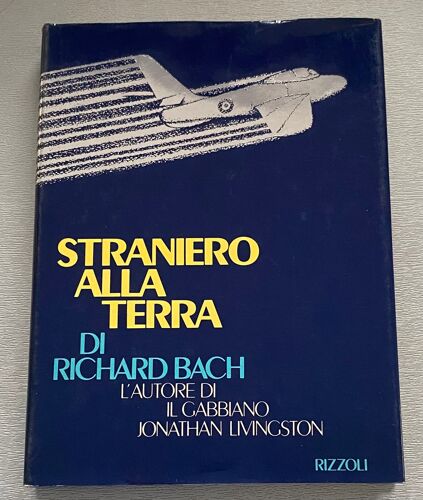 STRANIERO
ALLA
TERRA
DI
RICHARD BACH
L'AUTORE DI
IL GABBIANO
JONATHAN LIVINGSTON
RIZZOLI